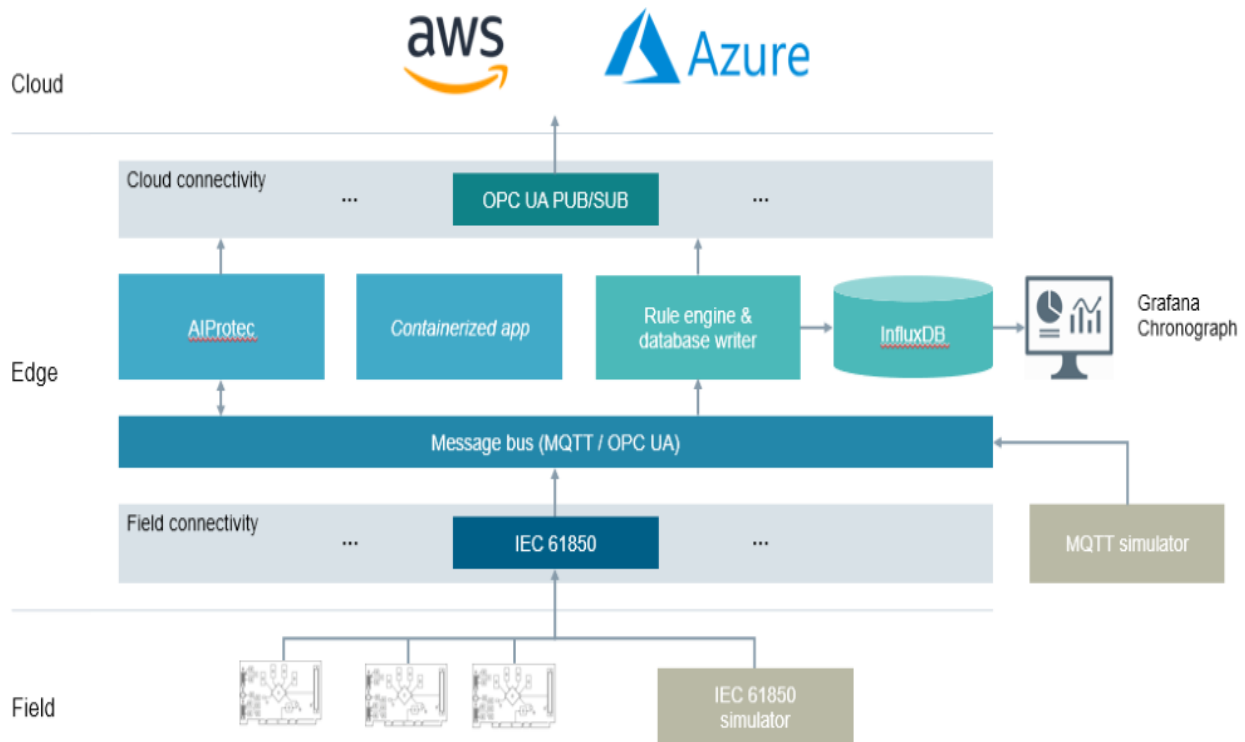 aws
Azure
Cloud
Cloud connectivity
...
OPC UA PUB/SUB
...
AIProtec
Containerized app
Rule engine &
database writer
InfluxDB
Grafana
Chronograph
Edge
Message bus (MQTT / OPC UA)
Field connectivity
...
IEC 61850
...
MQTT simulator
Field
IEC 61850
simulator